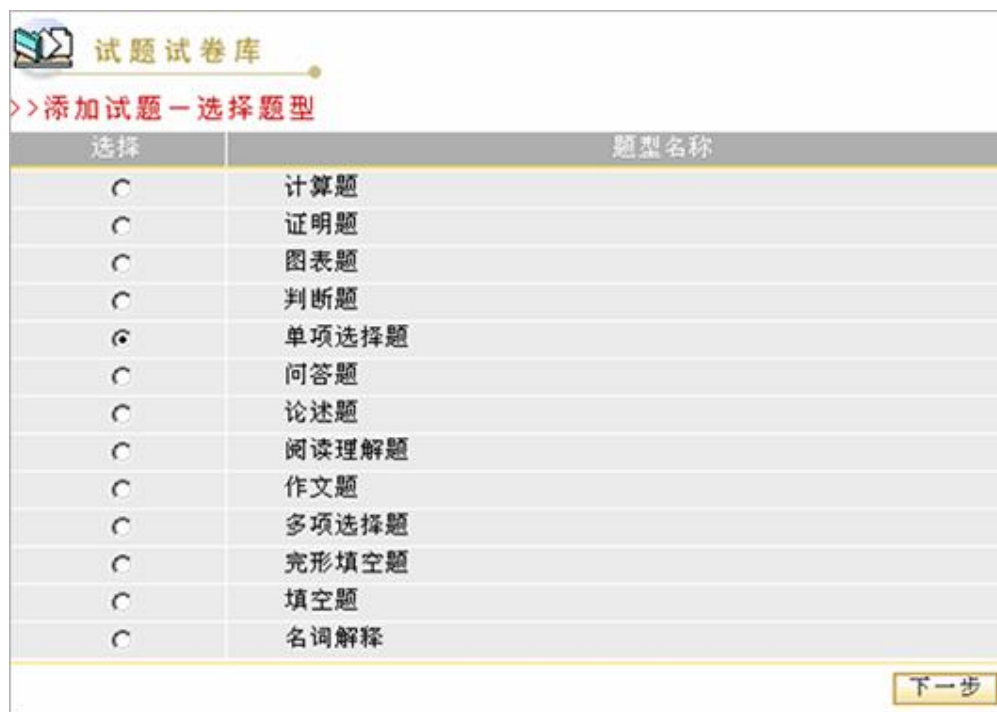 试题试卷库
>>添加试题－选择题型
选择 题型名称
计算题
证明题
图表题
判断题
单项选择题
问答题
论述题
阅读理解题
作文题
多项选择题
完形填空题
填空题
名词解释
下一步